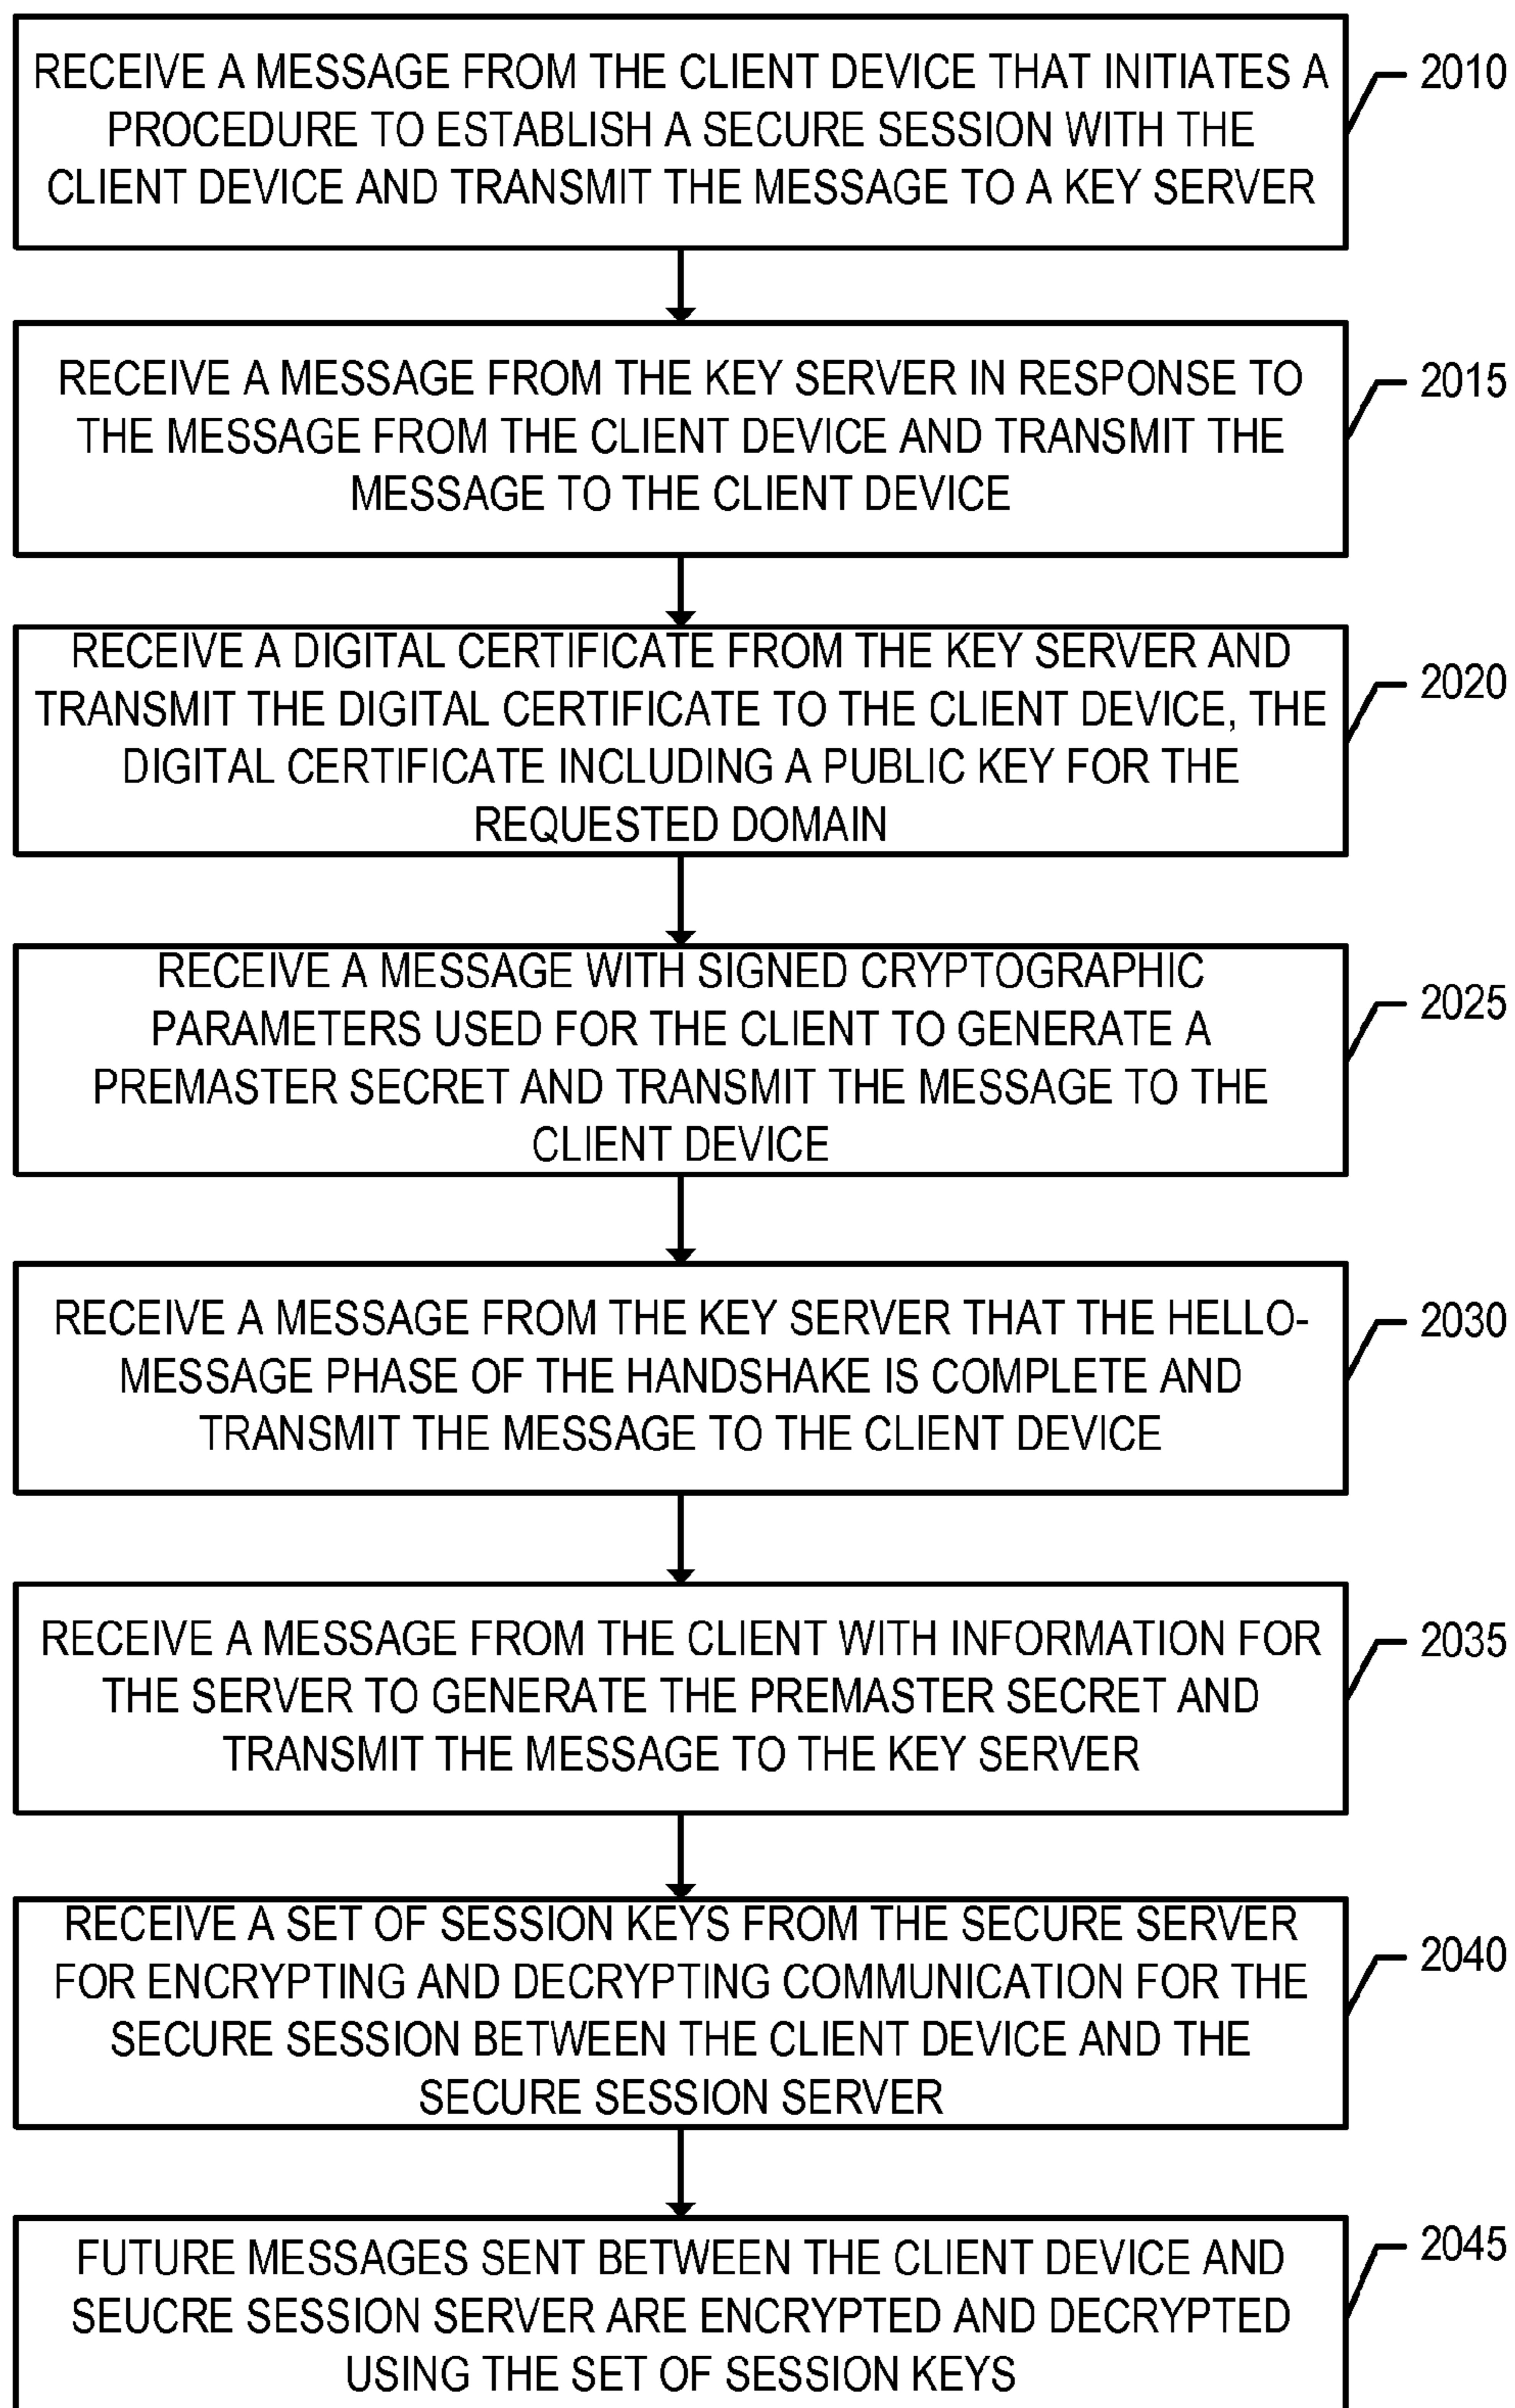 RECEIVE A MESSAGE FROM THE CLIENT DEVICE THAT INITIATES A
PROCEDURE TO ESTABLISH A SECURE SESSION WITH THE
CLIENT DEVICE AND TRANSMIT THE MESSAGE TO A KEY SERVER
2010
RECEIVE A MESSAGE FROM THE KEY SERVER IN RESPONSE TO
THE MESSAGE FROM THE CLIENT DEVICE AND TRANSMIT THE
MESSAGE TO THE CLIENT DEVICE
2015
RECEIVE A DIGITAL CERTIFICATE FROM THE KEY SERVER AND
TRANSMIT THE DIGITAL CERTIFICATE TO THE CLIENT DEVICE, THE
DIGITAL CERTIFICATE INCLUDING A PUBLIC KEY FOR THE
REQUESTED DOMAIN
2020
RECEIVE A MESSAGE WITH SIGNED CRYPTOGRAPHIC
PARAMETERS USED FOR THE CLIENT TO GENERATE A
PREMASTER SECRET AND TRANSMIT THE MESSAGE TO THE
CLIENT DEVICE
2025
RECEIVE A MESSAGE FROM THE KEY SERVER THAT THE HELLO-
MESSAGE PHASE OF THE HANDSHAKE IS COMPLETE AND
TRANSMIT THE MESSAGE TO THE CLIENT DEVICE
2030
RECEIVE A MESSAGE FROM THE CLIENT WITH INFORMATION FOR
THE SERVER TO GENERATE THE PREMASTER SECRET AND
TRANSMIT THE MESSAGE TO THE KEY SERVER
2035
RECEIVE A SET OF SESSION KEYS FROM THE SECURE SERVER
FOR ENCRYPTING AND DECRYPTING COMMUNICATION FOR THE
SECURE SESSION BETWEEN THE CLIENT DEVICE AND THE
SECURE SESSION SERVER
2040
FUTURE MESSAGES SENT BETWEEN THE CLIENT DEVICE AND
SEUCRE SESSION SERVER ARE ENCRYPTED AND DECRYPTED
USING THE SET OF SESSION KEYS
2045